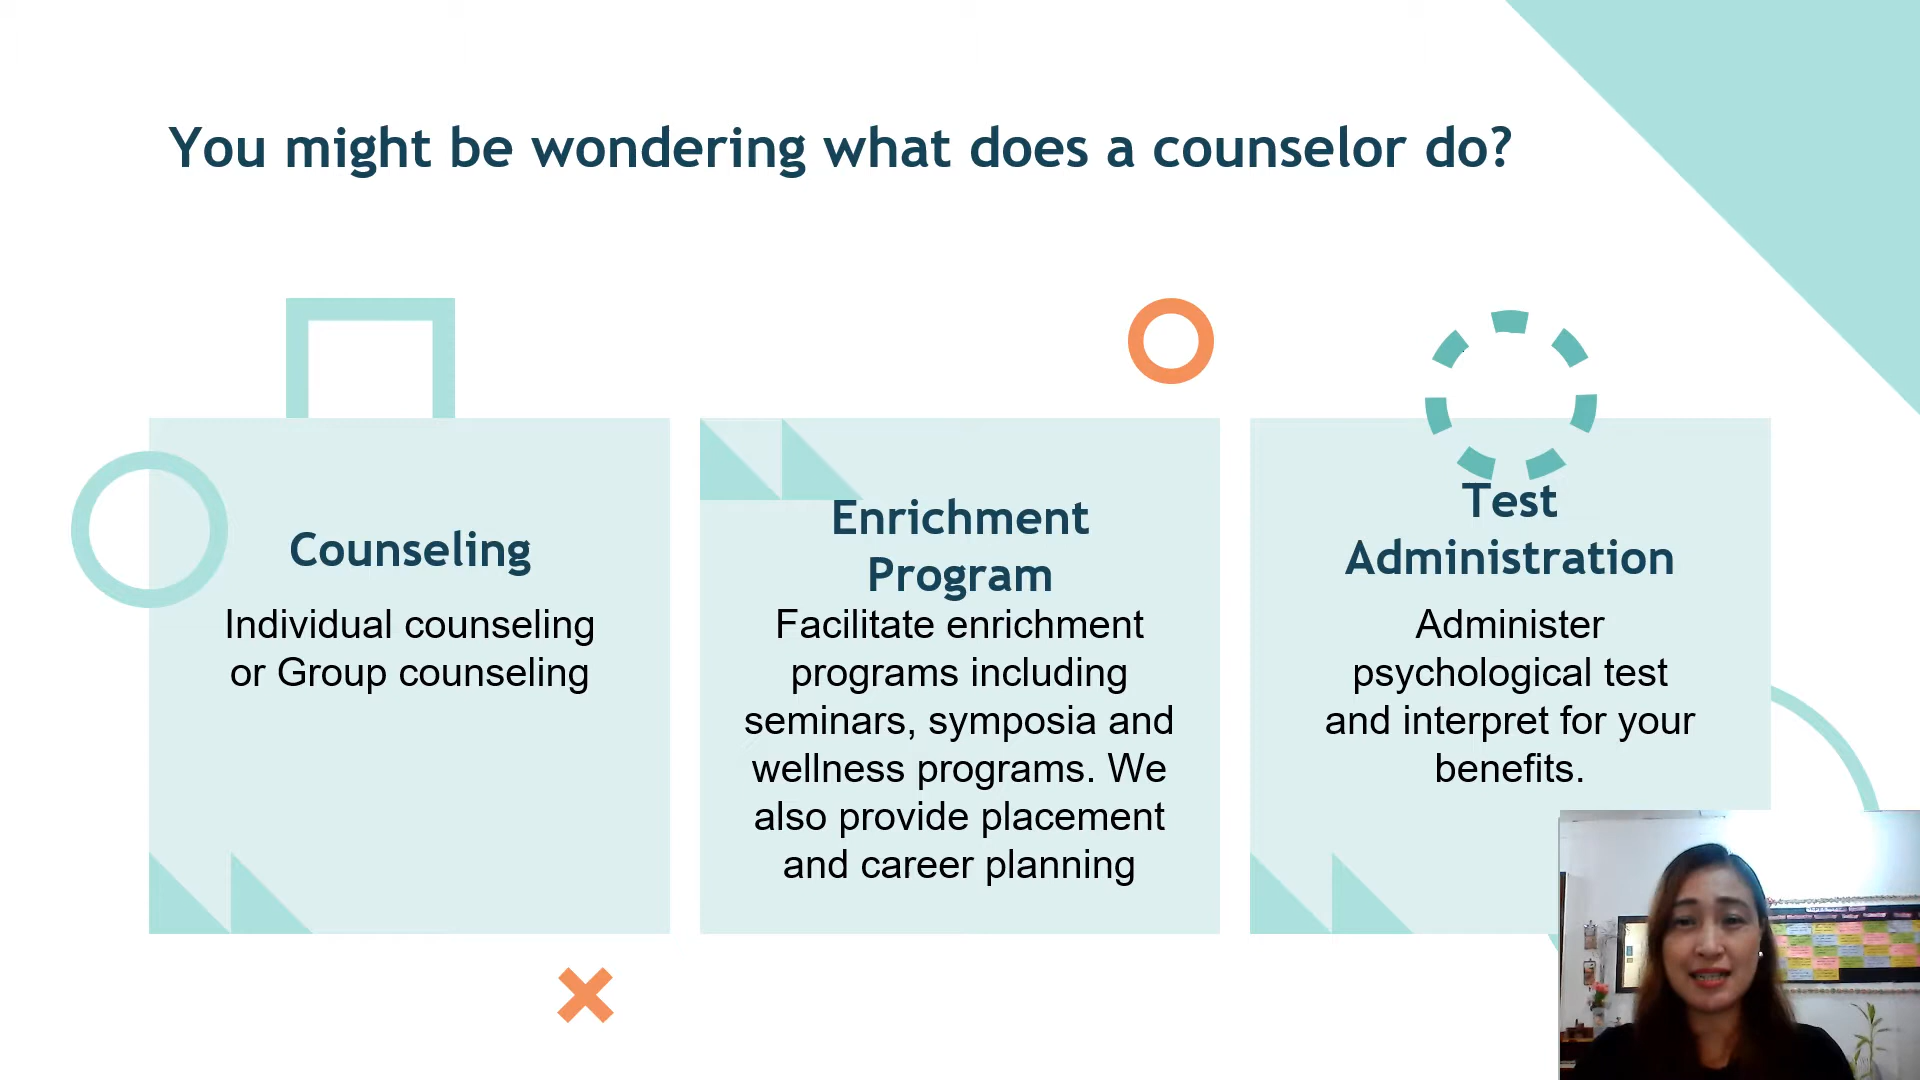 You might be wondering what does a counselor do?
Counseling
Individual counseling
or Group counseling
Enrichment
Program
Facilitate enrichment
programs including
seminars, symposia and
wellness programs. We
also provide placement
and career planning
Test
Administration
Administer
psychological test
and interpret for your
benefits.